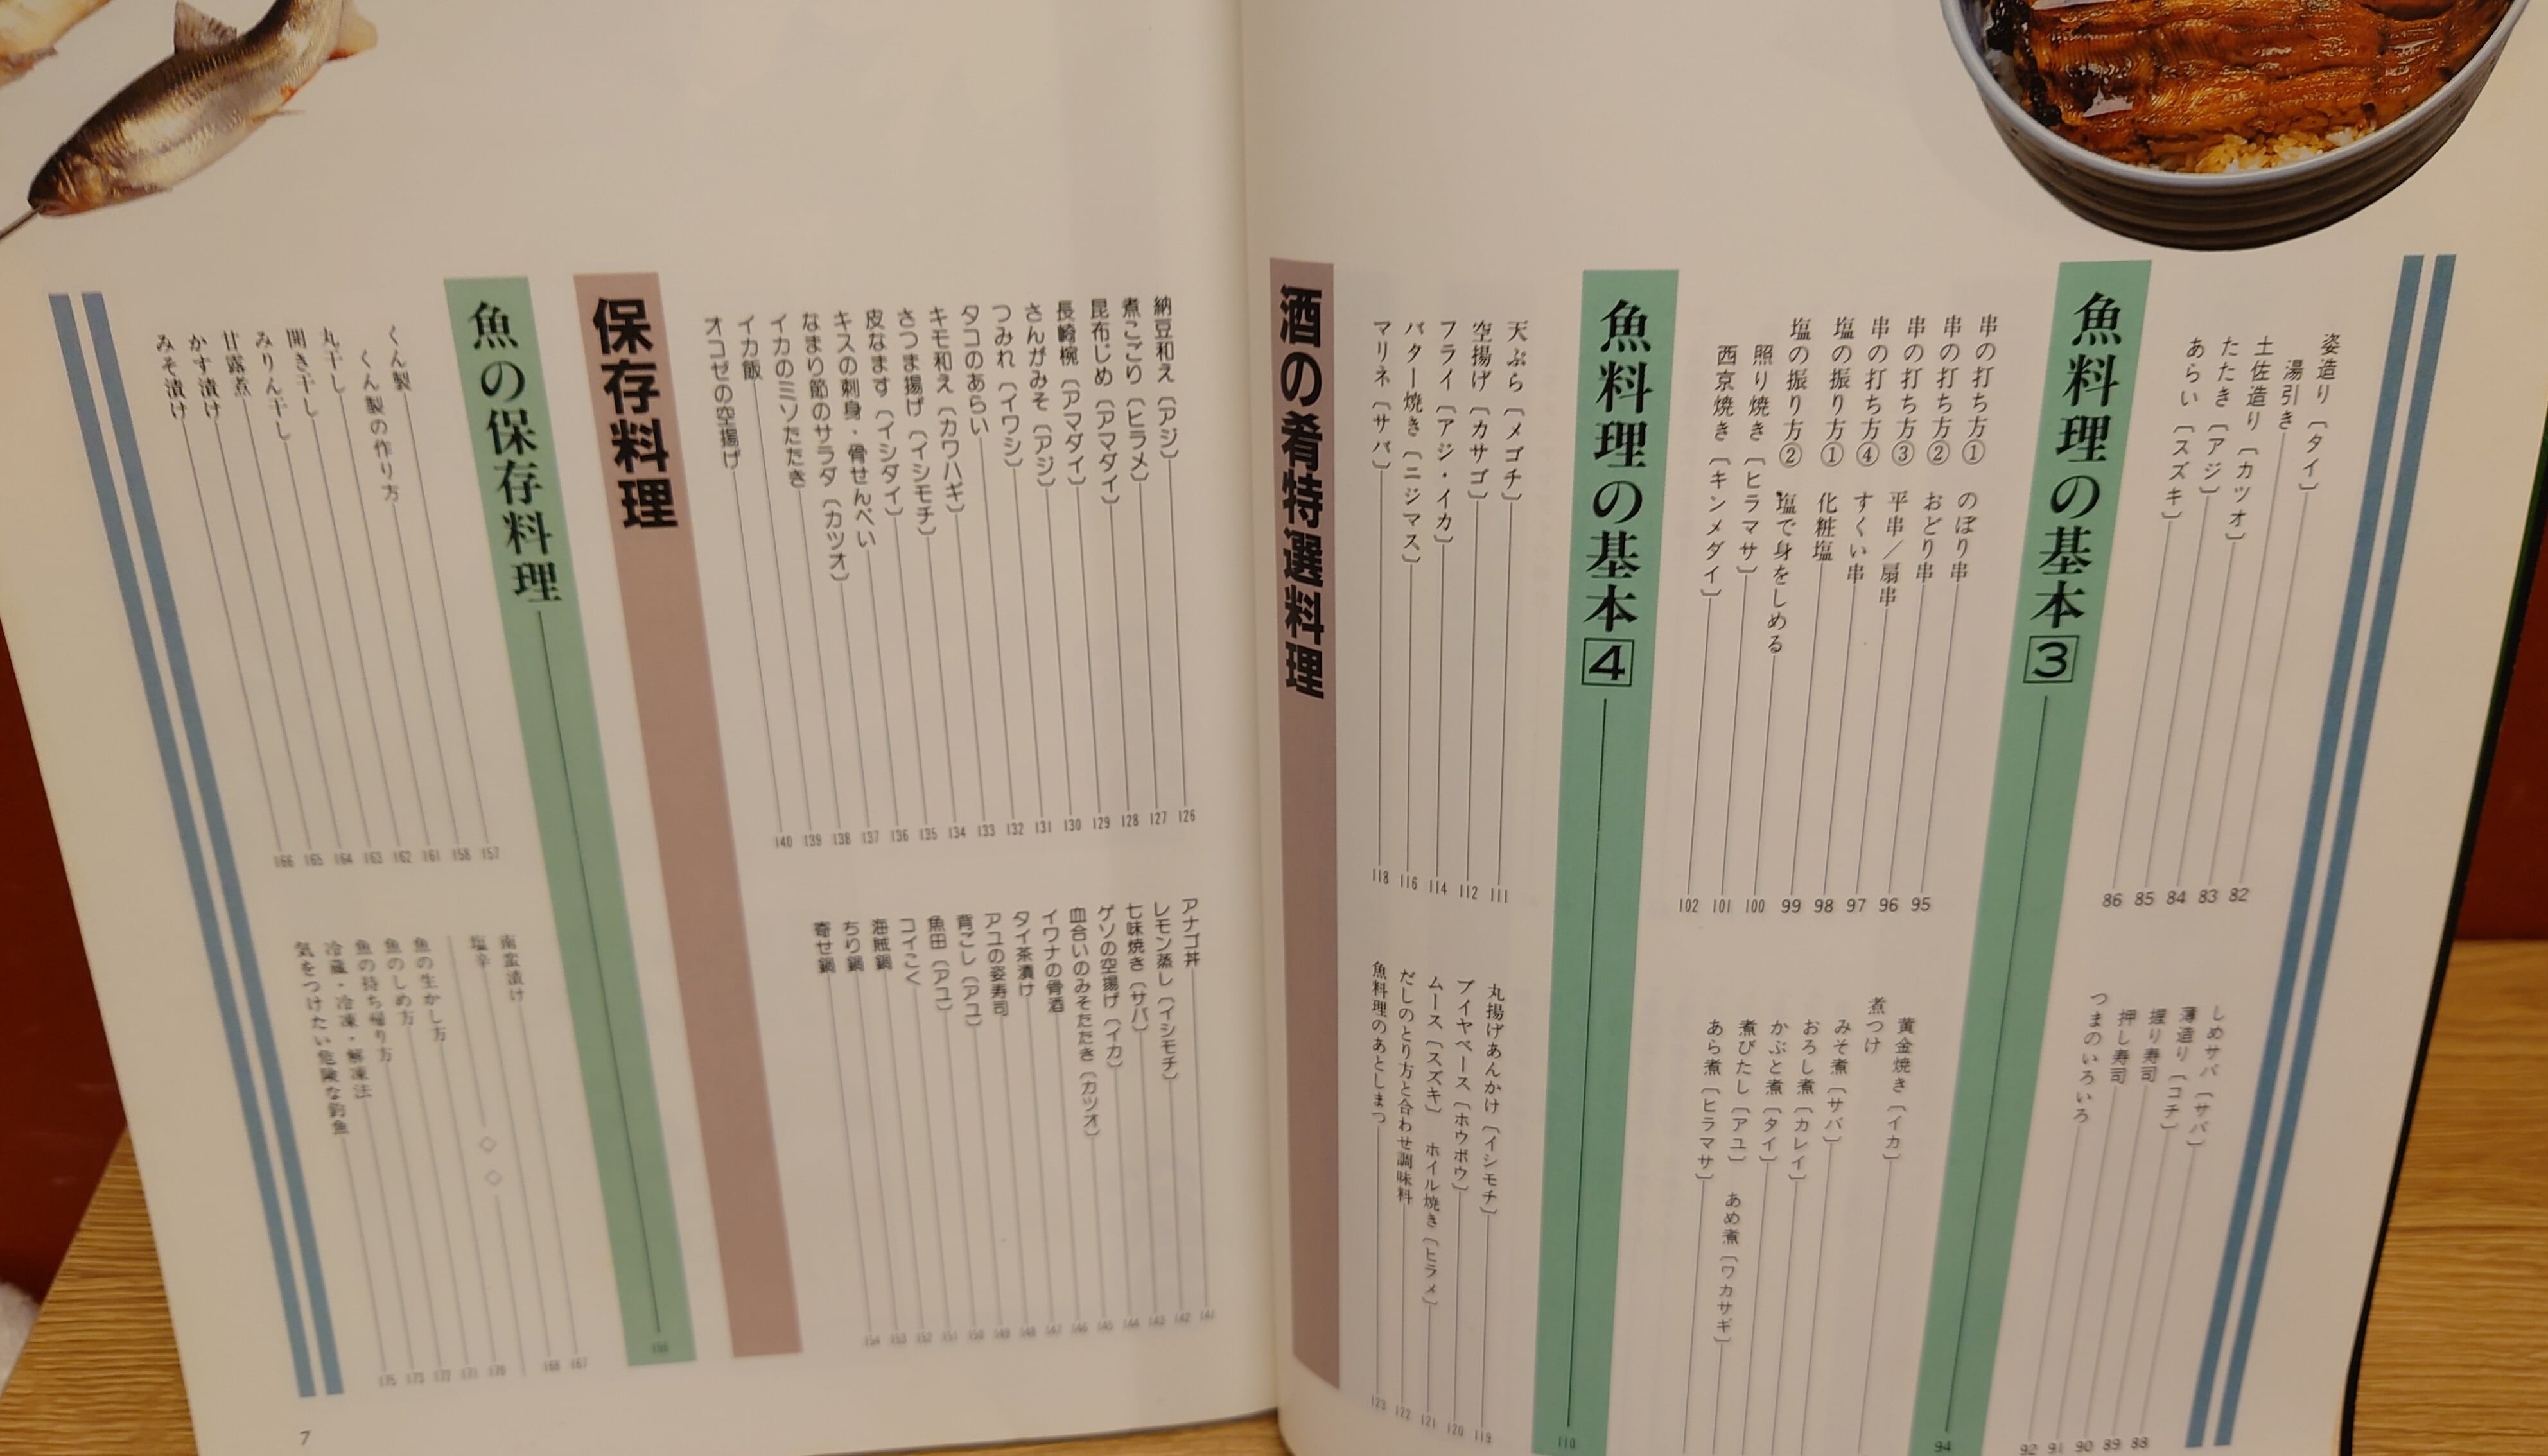 姿造り〔タイ〕 82
湯引き 83
土佐造り〔カツオ〕 84
たたき〔アジ〕 85
あらい〔スズキ〕 86
しめサバ〔サバ〕 88
薄造り〔コチ〕 89
握り寿司 90
押し寿司 91
つまのいろいろ 92
魚料理の基本3 94
串の打ち方① のぼり串 95
串の打ち方② おどり串 96
串の打ち方③ 平串／扇串 97
串の打ち方④ すくい串 98
塩の振り方① 化粧塩 99
塩の振り方② 塩で身をしめる 100
照り焼き〔ヒラマサ〕 101
西京焼き〔キンメダイ〕 102
黄金焼き〔イカ〕
煮つけ
みそ煮〔サバ〕
おろし煮〔カレイ〕
かぶと煮〔タイ〕
煮びたし〔アユ〕 あめ煮〔ワカサギ〕
あら煮〔ヒラマサ〕
魚料理の基本4 110
天ぷら〔メゴチ〕 111
空揚げ〔カサゴ〕 112
フライ〔アジ・イカ〕 114
バター焼き〔ニジマス〕 116
マリネ〔サバ〕 118
丸揚げあんかけ〔イシモチ〕 119
ブイヤベース〔ホウボウ〕 120
ムース〔スズキ〕 ホイル焼き〔ヒラメ〕 121
だしのとり方と合わせ調味料 122
魚料理のあとしまつ 123
酒の肴特選料理
納豆和え〔アジ〕 126
煮こごり〔ヒラメ〕 127
昆布じめ〔アマダイ〕 128
長崎椀〔アマダイ〕 129
さんがみそ〔アジ〕 130
つみれ〔イワシ〕 131
タコのあらい 132
キモ和え〔カワハギ〕 133
さつま揚げ〔イシモチ〕 134
皮なます〔イシダイ〕 135
キスの刺身・骨せんべい 136
なまり節のサラダ〔カツオ〕 137
イカのミソたたき 138
イカ飯 139
オコゼの空揚げ 140
アナゴ丼 141
レモン蒸し〔イシモチ〕 142
七味焼き〔サバ〕 143
ゲソの空揚げ〔イカ〕 144
血合いのみそたたき〔カツオ〕 145
イワナの骨酒 146
タイ茶漬け 147
アユの姿寿司 148
背ごし〔アユ〕 149
魚田〔アユ〕 150
コイこく 151
海賊鍋 152
ちり鍋 153
寄せ鍋 154
保存料理
魚の保存料理 156
くん製 157
くん製の作り方 158
丸干し 161
開き干し 162
みりん干し 163
甘露煮 164
かす漬け 165
みそ漬け 166
南蛮漬け 167
塩辛 168
魚の生かし方 170
魚のしめ方 171
魚の持ち帰り方 172
冷蔵・冷凍・解凍法 173
気をつけたい危険な釣魚 175
7